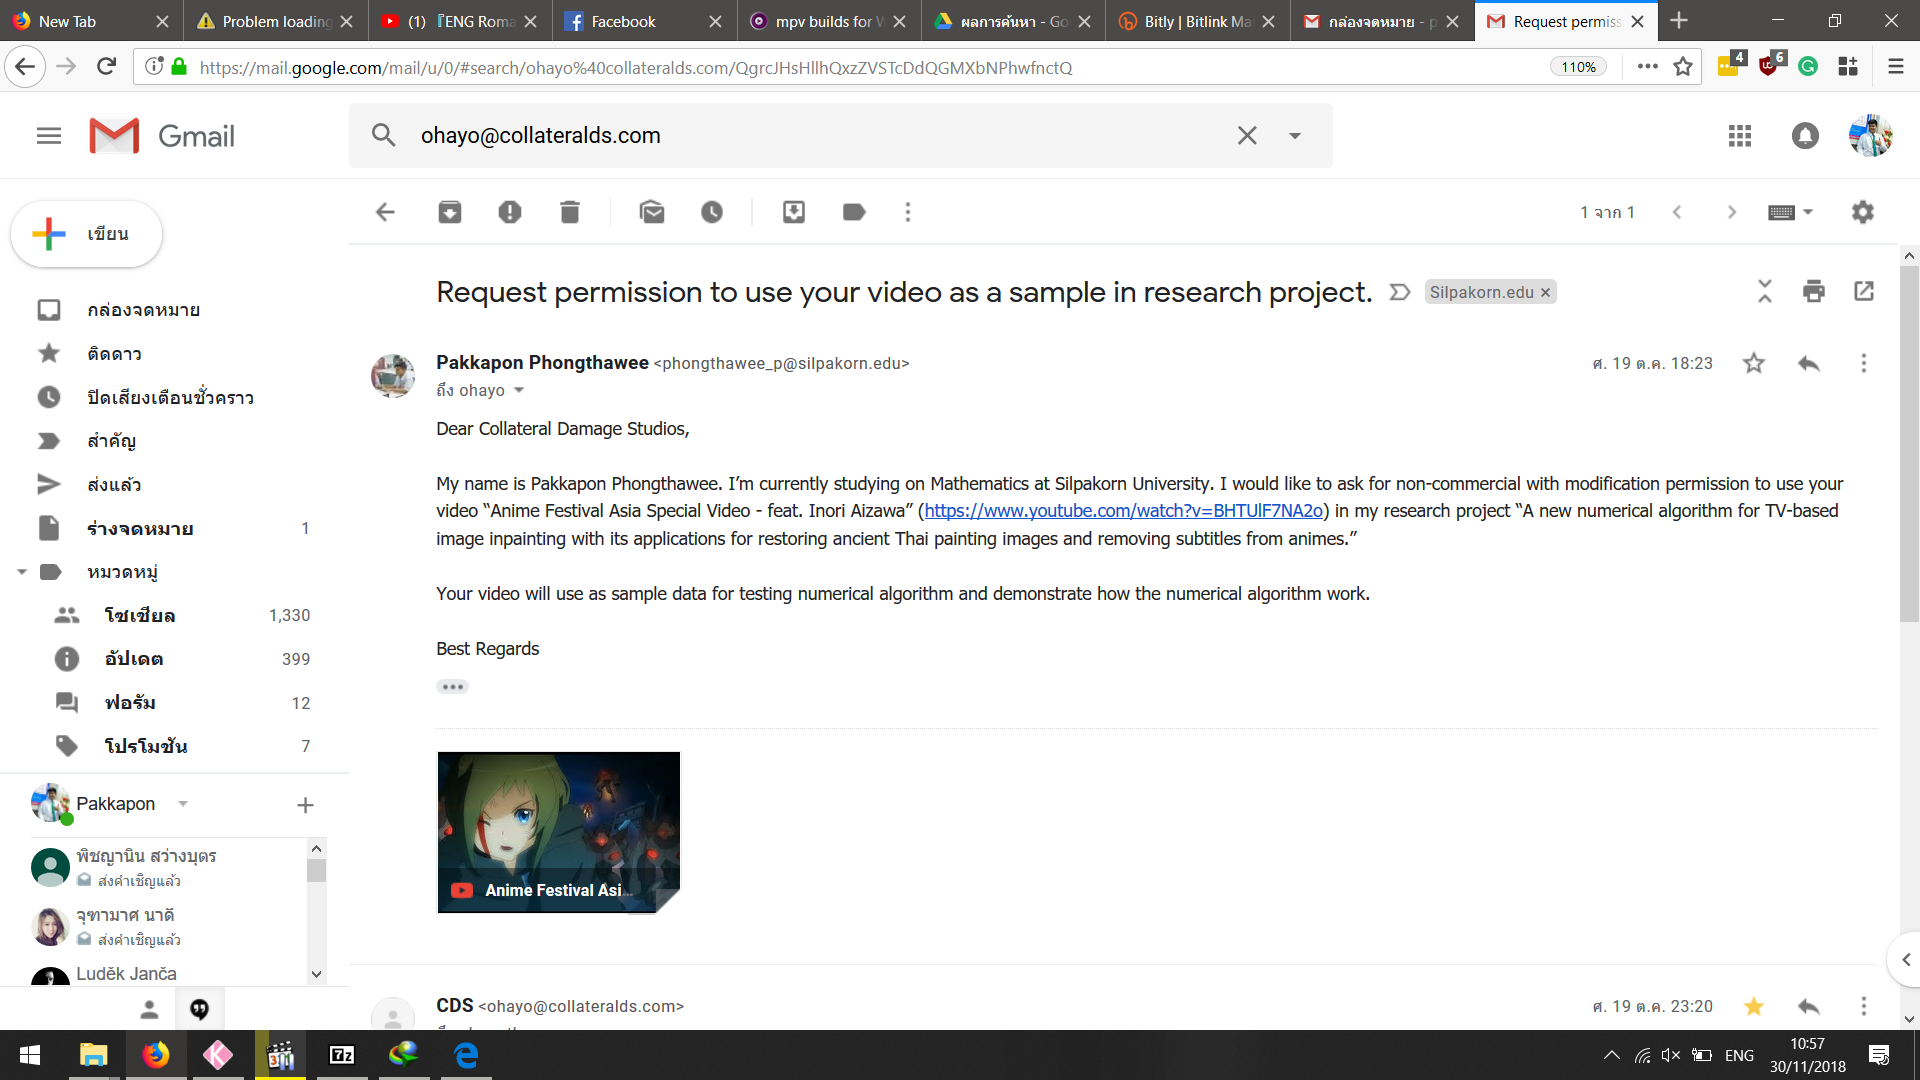 New Tab
Problem loading
(1) 『ENG Roma
Facebook
mpv builds for W
ผลการค้นหา - Go
Bitly | Bitlink Ma
กล่องจดหมาย - p
Request permiss
https://mail.google.com/mail/u/0/#search/ohayo%40collateralds.com/QgrcJHsHllhQxzZVSTcDdQGMXbNPhwfnctQ
110%
4
6
Gmail
ohayo@collateralds.com
เขียน
1 จาก 1
กล่องจดหมาย
ติดดาว
ปิดเสียงเตือนชั่วคราว
สำคัญ
ส่งแล้ว
ร่างจดหมาย 1
หมวดหมู่
โซเชียล 1,330
อัปเดต 399
ฟอรัม 12
โปรโมชัน 7
Pakkapon
พิชญานิน สว่างบุตร
ส่งคำเชิญแล้ว
จุฑามาศ นาดี
ส่งคำเชิญแล้ว
Luděk Janča
Request permission to use your video as a sample in research project.
Silpakorn.edu
Pakkapon Phongthawee <phongthawee_p@silpakorn.edu>
ศ. 19 ต.ค. 18:23
ถึง ohayo
Dear Collateral Damage Studios,
My name is Pakkapon Phongthawee. I’m currently studying on Mathematics at Silpakorn University. I would like to ask for non-commercial with modification permission to use your
video “Anime Festival Asia Special Video - feat. Inori Aizawa” (https://www.youtube.com/watch?v=BHTUlF7NA2o) in my research project “A new numerical algorithm for TV-based
image inpainting with its applications for restoring ancient Thai painting images and removing subtitles from animes.”
Your video will use as sample data for testing numerical algorithm and demonstrate how the numerical algorithm work.
Best Regards
Anime Festival Asi...
CDS <ohayo@collateralds.com>
ศ. 19 ต.ค. 23:20
7z
ENG
10:57
30/11/2018